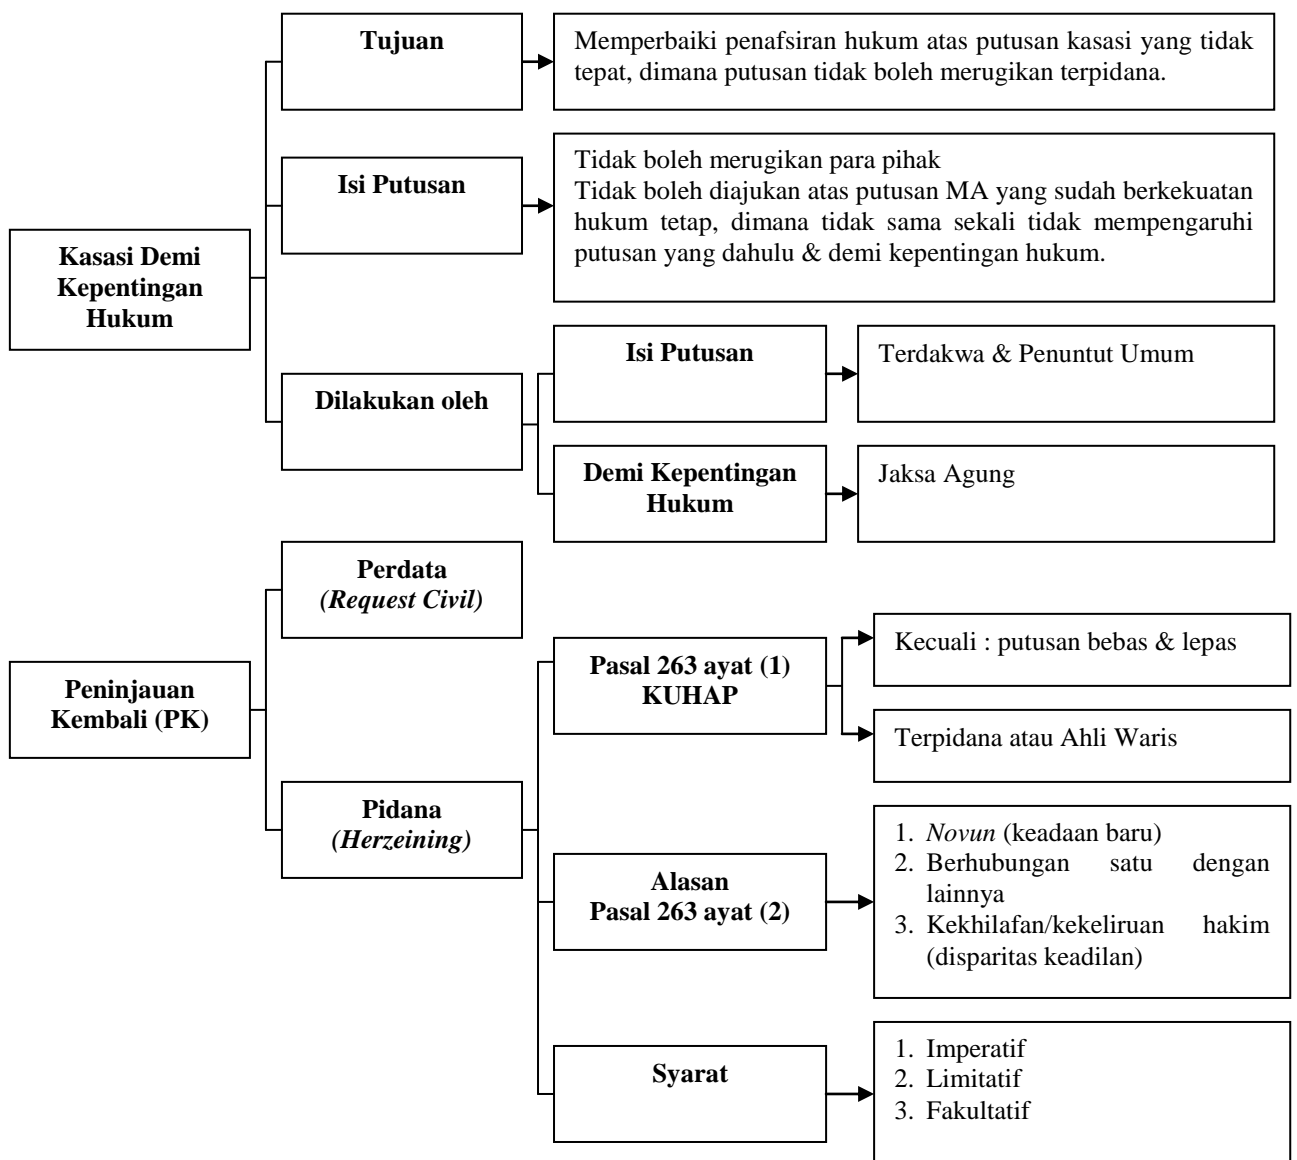 Tujuan
Memperbaiki penafsiran hukum atas putusan kasasi yang tidak
tepat, dimana putusan tidak boleh merugikan terpidana.
Isi Putusan
Tidak boleh merugikan para pihak
Tidak boleh diajukan atas putusan MA yang sudah berkekuatan
hukum tetap, dimana tidak sama sekali tidak mempengaruhi
putusan yang dahulu & demi kepentingan hukum.
Kasasi Demi
Kepentingan
Hukum
Dilakukan oleh
Isi Putusan
Terdakwa & Penuntut Umum
Demi Kepentingan
Hukum
Jaksa Agung
Peninjauan
Kembali (PK)
Perdata
(Request Civil)
Pidana
(Herzeining)
Pasal 263 ayat (1)
KUHAP
Kecuali : putusan bebas & lepas
Terpidana atau Ahli Waris
Alasan
Pasal 263 ayat (2)
1. Novun (keadaan baru)
2. Berhubungan satu dengan
lainnya
3. Kekhilafan/kekeliruan hakim
(disparitas keadilan)
Syarat
1. Imperatif
2. Limitatif
3. Fakultatif